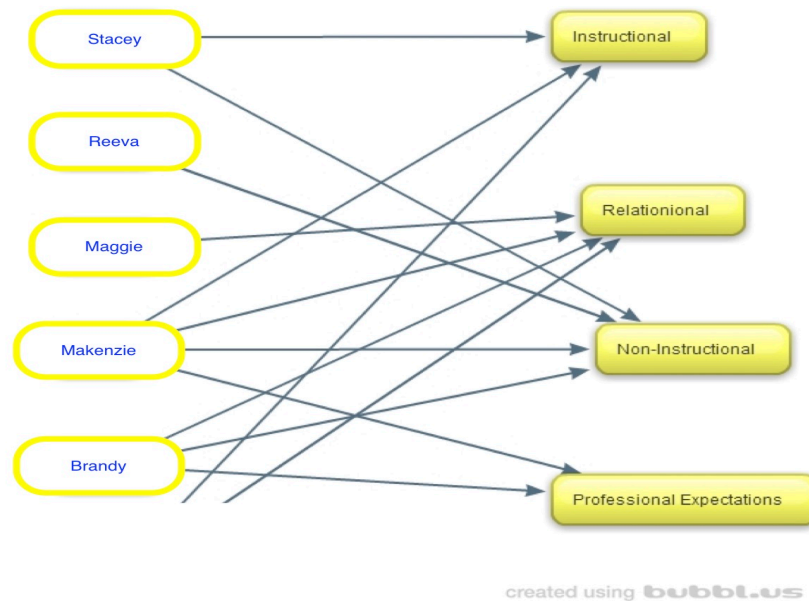 Stacey
Instructional
Reeva
Relationional
Maggie
Makenzie
Non-Instructional
Brandy
Professional Expectations
created using bubbl.us